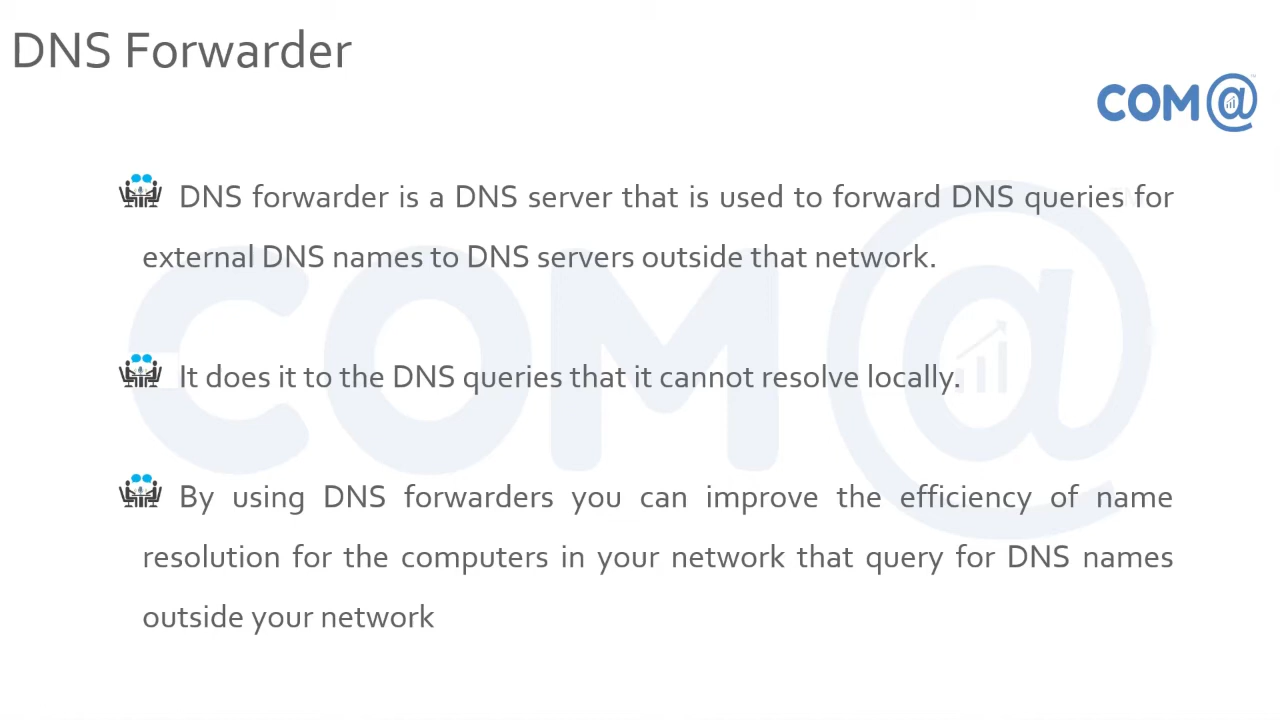 DNS Forwarder
COM@
DNS forwarder is a DNS server that is used to forward DNS queries for
external DNS names to DNS servers outside that network.
It does it to the DNS queries that it cannot resolve locally.
By using DNS forwarders you can improve the efficiency of name
resolution for the computers in your network that query for DNS names
outside your network
COM@